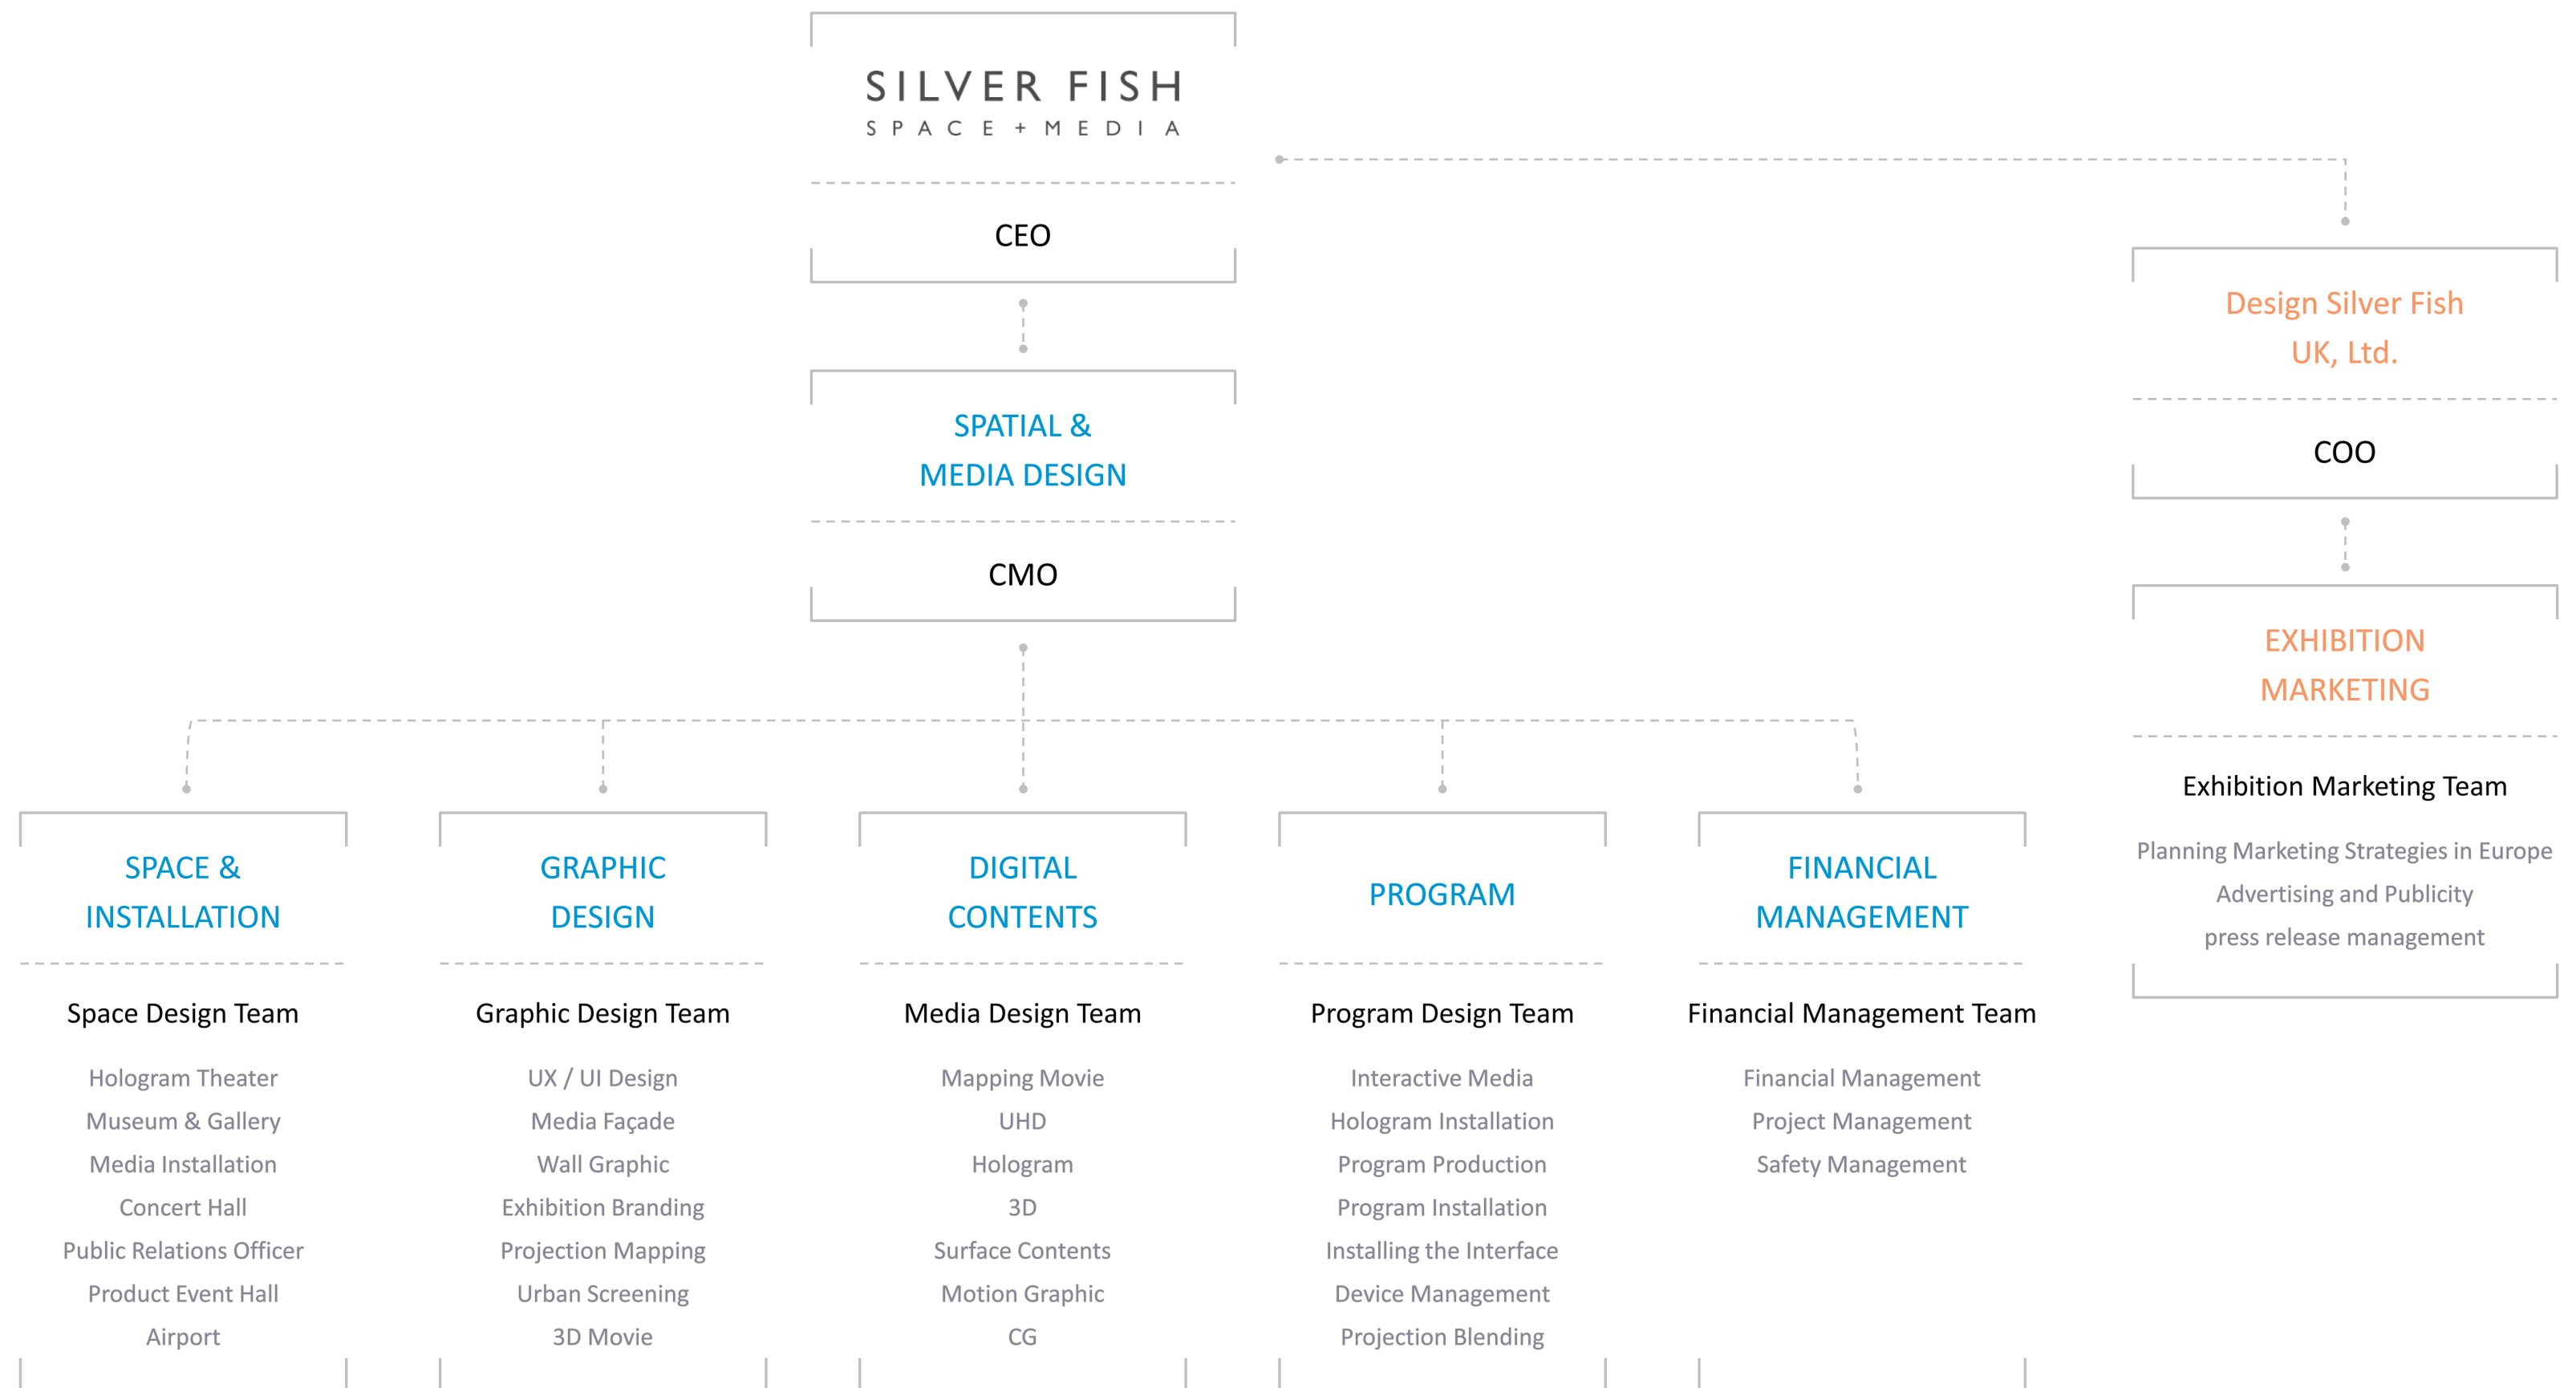 SILVER FISH
SPACE + MEDIA
CEO
SPATIAL &
MEDIA DESIGN
CMO
Design Silver Fish
UK, Ltd.
COO
EXHIBITION
MARKETING
Exhibition Marketing Team
Planning Marketing Strategies in Europe
Advertising and Publicity
press release management
SPACE &
INSTALLATION
Space Design Team
Hologram Theater
Museum & Gallery
Media Installation
Concert Hall
Public Relations Officer
Product Event Hall
Airport
GRAPHIC
DESIGN
Graphic Design Team
UX / UI Design
Media Façade
Wall Graphic
Exhibition Branding
Projection Mapping
Urban Screening
3D Movie
DIGITAL
CONTENTS
Media Design Team
Mapping Movie
UHD
Hologram
3D
Surface Contents
Motion Graphic
CG
PROGRAM
Program Design Team
Interactive Media
Hologram Installation
Program Production
Program Installation
Installing the Interface
Device Management
Projection Blending
FINANCIAL
MANAGEMENT
Financial Management Team
Financial Management
Project Management
Safety Management